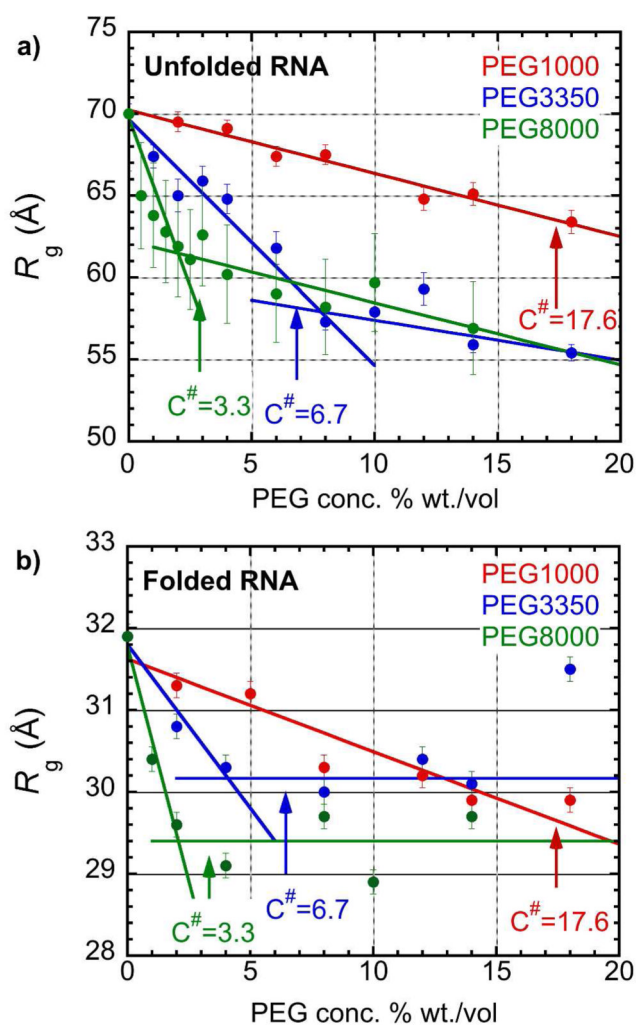 a)
75
70
65
60
55
50
R_g (Å)
Unfolded RNA
PEG1000
PEG3350
PEG8000
C^#=17.6
C^#=3.3
C^#=6.7
0 5 10 15 20
PEG conc. % wt./vol
b)
33
32
31
30
29
28
R_g (Å)
Folded RNA
PEG1000
PEG3350
PEG8000
C^#=6.7
C^#=3.3
C^#=17.6
0 5 10 15 20
PEG conc. % wt./vol